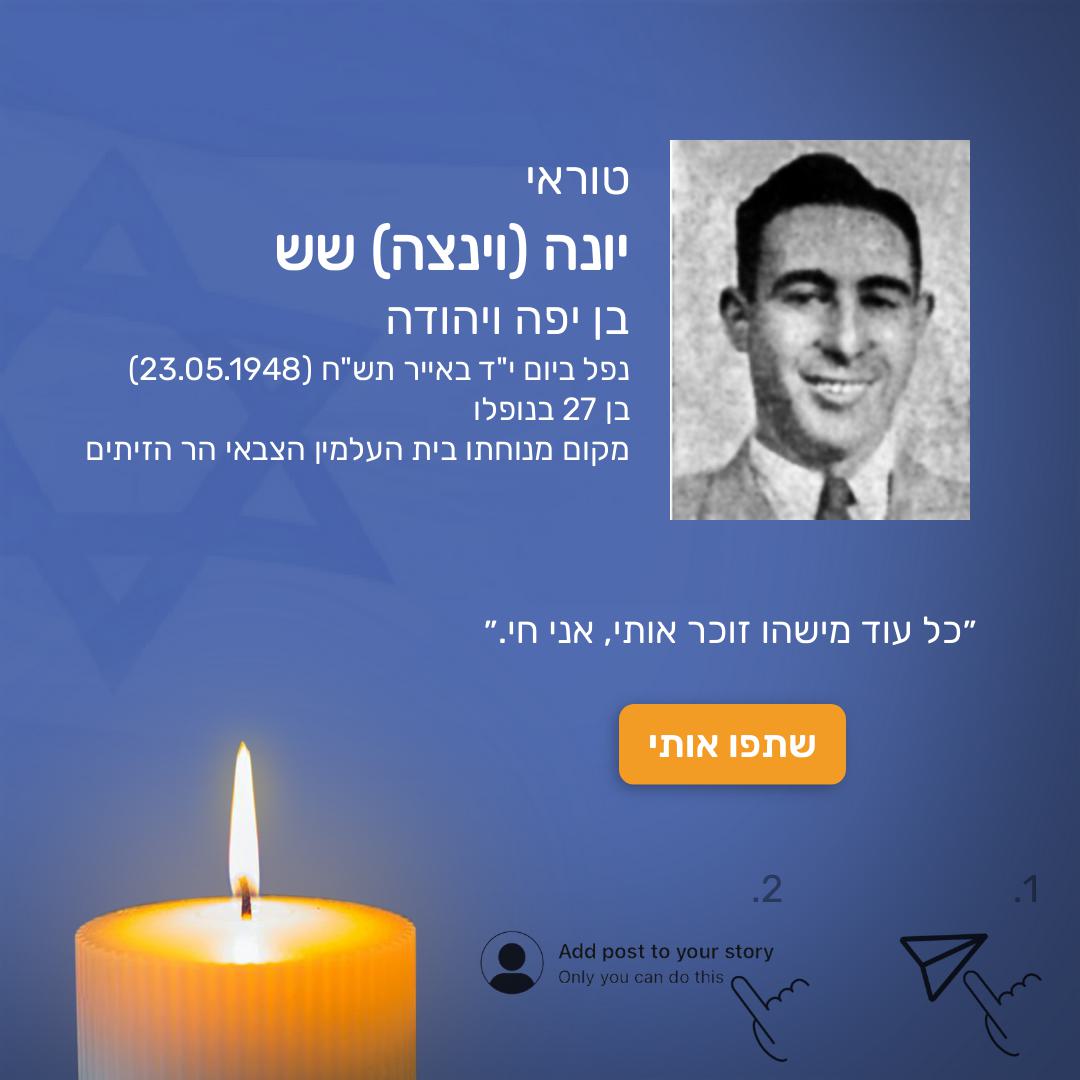 טוראי
יונה (וינצה) שש
בן יפה ויהודה
נפל ביום י"ד באייר תש"ח (23.05.1948)
בן 27 בנופלו
מקום מנוחתו בית העלמין הצבאי הר הזיתים
״כל עוד מישהו זוכר אותי, אני חי.״
שתפו אותי
1.
2.
Add post to your story
Only you can do this